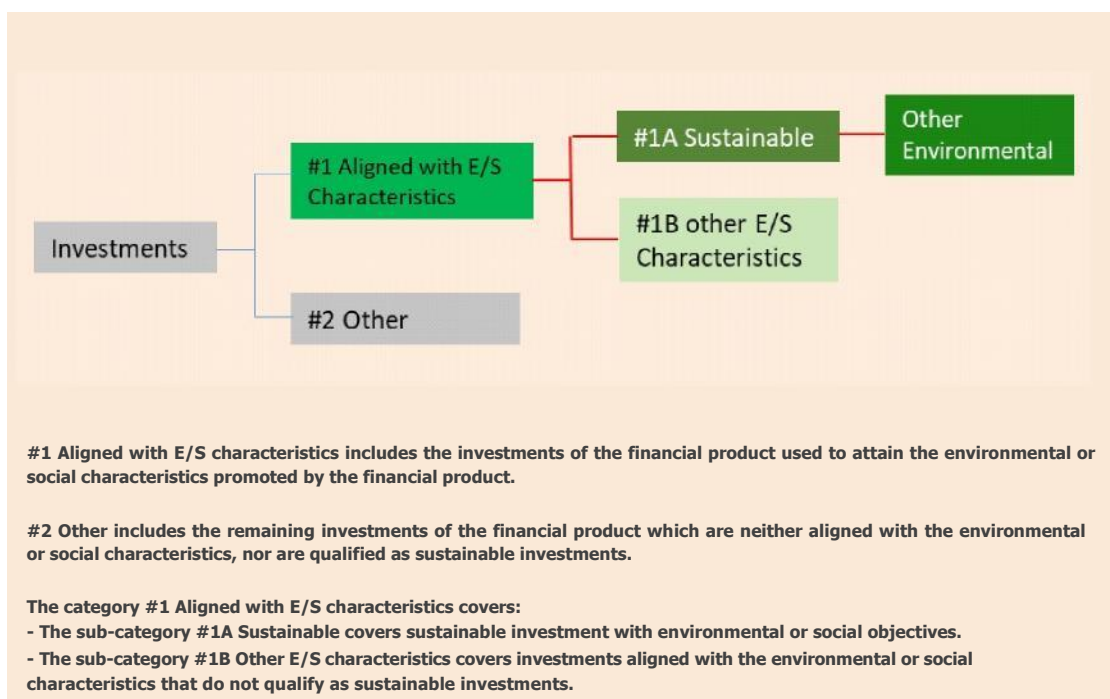 #1A Sustainable
Other
Environmental
#1 Aligned with E/S
Characteristics
#1B other E/S
Characteristics
Investments
#2 Other
#1 Aligned with E/S characteristics includes the investments of the financial product used to attain the environmental or
social characteristics promoted by the financial product.
#2 Other includes the remaining investments of the financial product which are neither aligned with the environmental
or social characteristics, nor are qualified as sustainable investments.
The category #1 Aligned with E/S characteristics covers:
- The sub-category #1A Sustainable covers sustainable investment with environmental or social objectives.
- The sub-category #1B Other E/S characteristics covers investments aligned with the environmental or social
characteristics that do not qualify as sustainable investments.